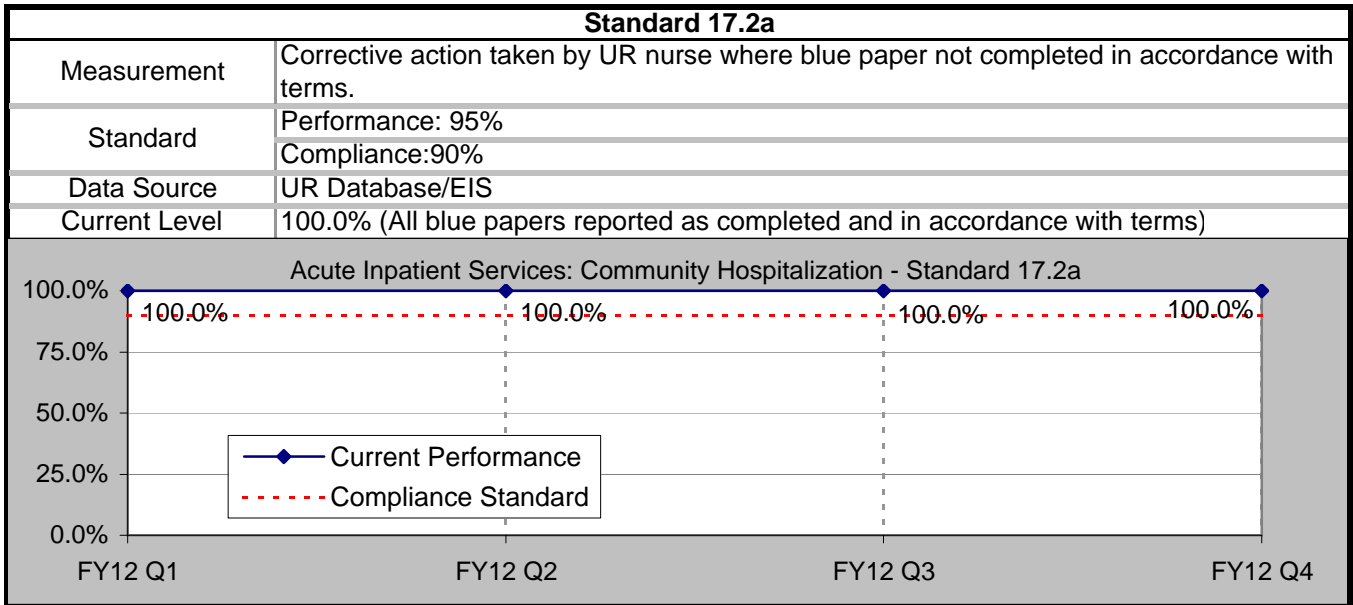 Standard 17.2a
Measurement
Corrective action taken by UR nurse where blue paper not completed in accordance with
terms.
Standard
Performance: 95%
Compliance:90%
Data Source
UR Database/EIS
Current Level
100.0% (All blue papers reported as completed and in accordance with terms)
Acute Inpatient Services: Community Hospitalization - Standard 17.2a
100.0%
100.0% 100.0% 100.0% 100.0%
75.0%
50.0%
25.0%
0.0%
Current Performance
Compliance Standard
FY12 Q1 FY12 Q2 FY12 Q3 FY12 Q4